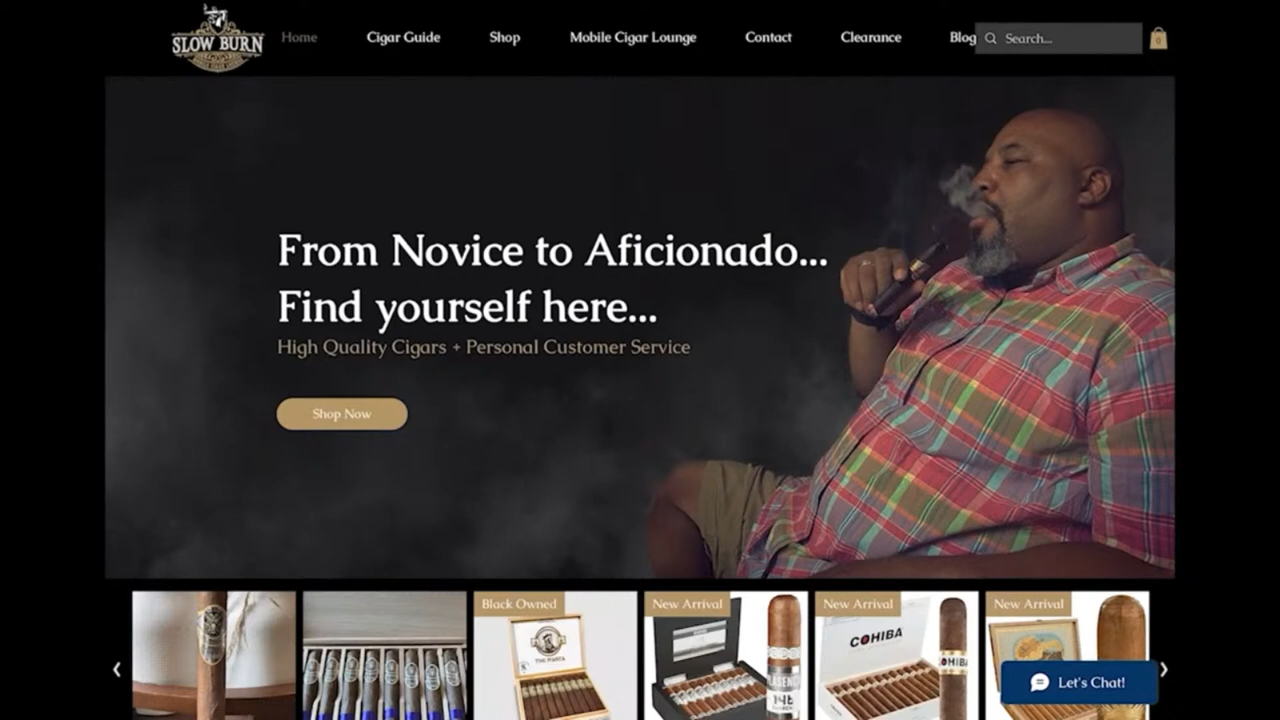 SLOW BURN
Home
Cigar Guide
Shop
Mobile Cigar Lounge
Contact
Clearance
Blog
Search...
0
From Novice to Aficionado...
Find yourself here...
High Quality Cigars + Personal Customer Service
Shop Now
Black Owned
New Arrival
New Arrival
New Arrival
COHIBA
COHIBA
Let's Chat!